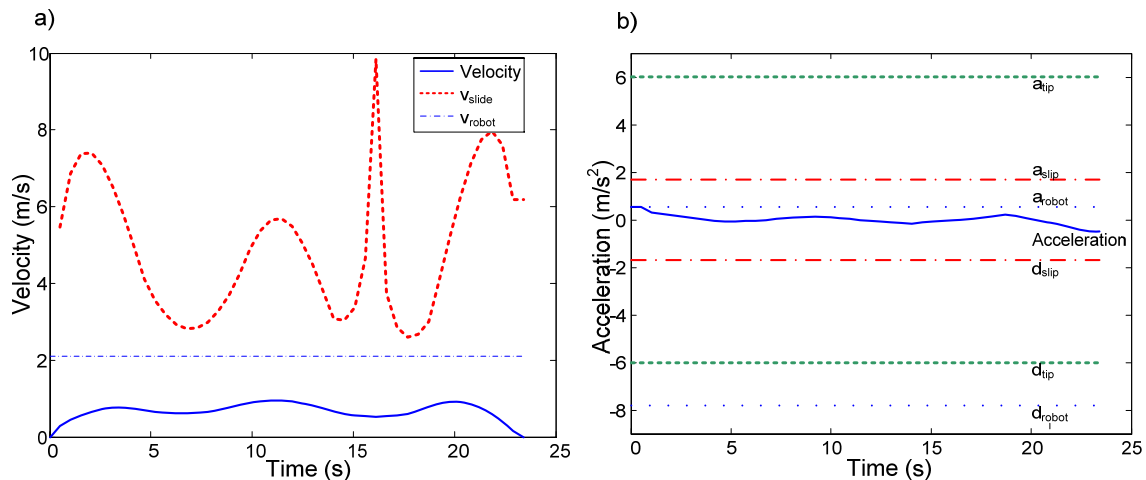 a)
10
8
6
4
2
0
Velocity (m/s)
0
5
10
15
20
25
Time (s)
Velocity
vslide
vrobot
b)
6
4
2
0
-2
-4
-6
-8
Acceleration (m/s2)
0
5
10
15
20
25
Time (s)
atip
aslip
arobot
Acceleration
dslip
dtip
drobot